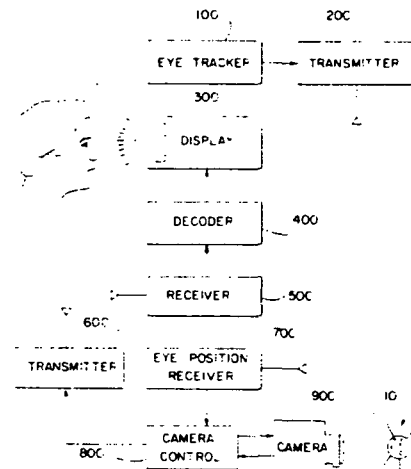 100
200
EYE TRACKER
TRANSMITTER
300
DISPLAY
DECODER
400
RECEIVER
500
600
700
TRANSMITTER
EYE POSITION
RECEIVER
900
10
CAMERA
CONTROL
CAMERA
800